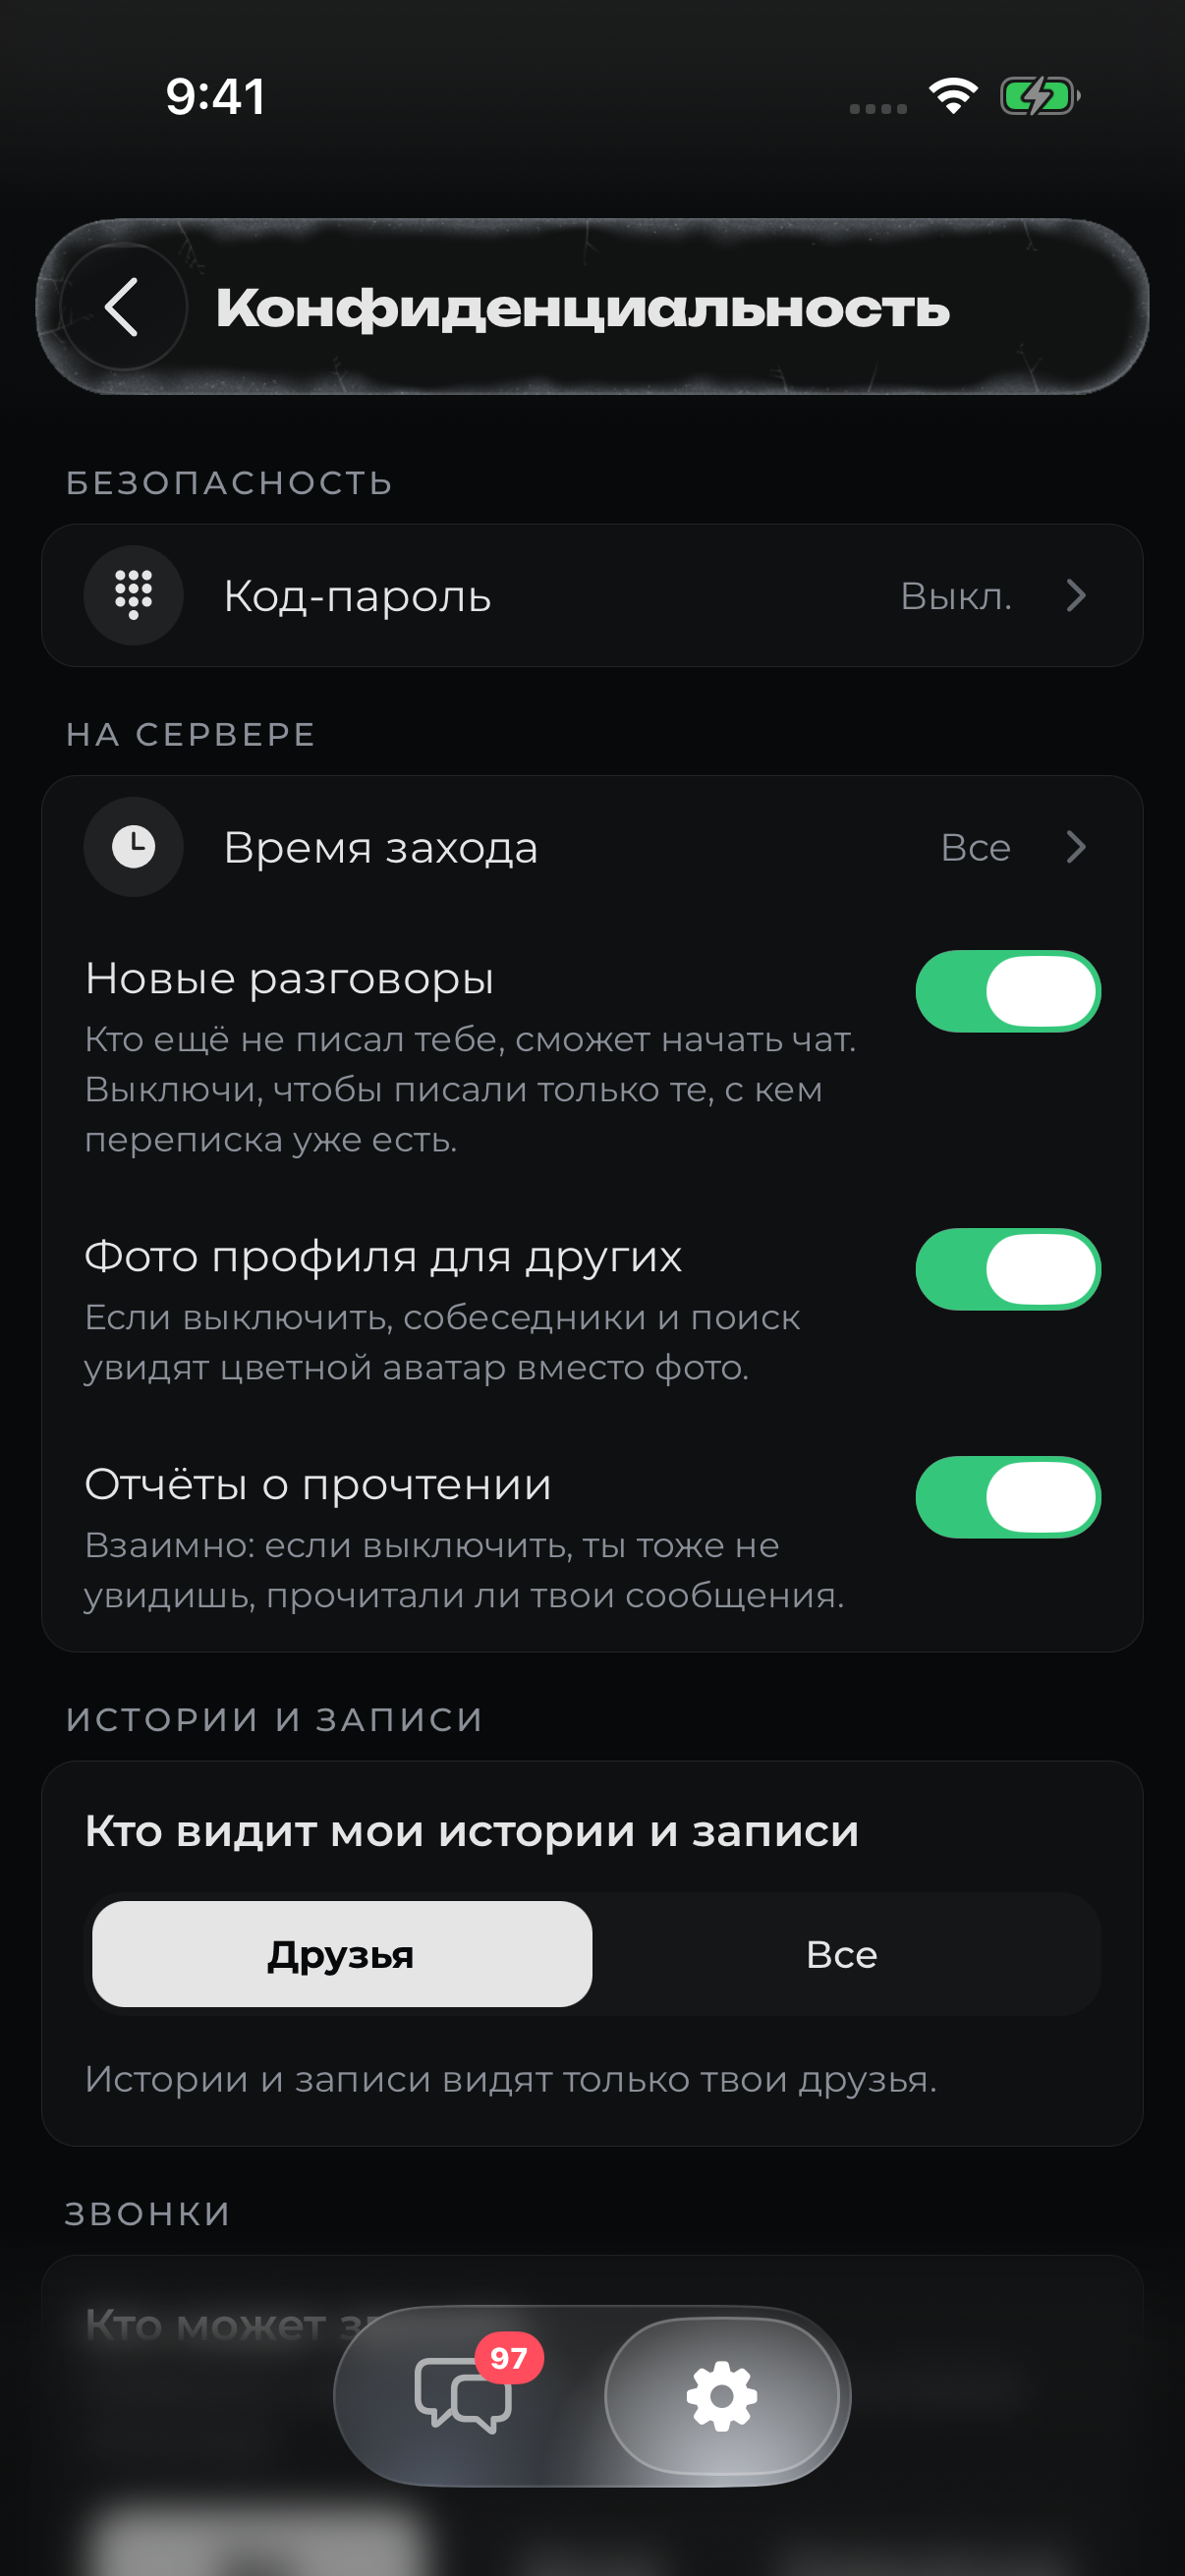 9:41
Конфиденциальность
БЕЗОПАСНОСТЬ
Код-пароль
Выкл.
НА СЕРВЕРЕ
Время захода
Все
Новые разговоры
Кто ещё не писал тебе, сможет начать чат.
Выключи, чтобы писали только те, с кем
переписка уже есть.
Фото профиля для других
Если выключить, собеседники и поиск
увидят цветной аватар вместо фото.
Отчёты о прочтении
Взаимно: если выключить, ты тоже не
увидишь, прочитали ли твои сообщения.
ИСТОРИИ И ЗАПИСИ
Кто видит мои истории и записи
Друзья
Все
Истории и записи видят только твои друзья.
ЗВОНКИ
Кто может
97